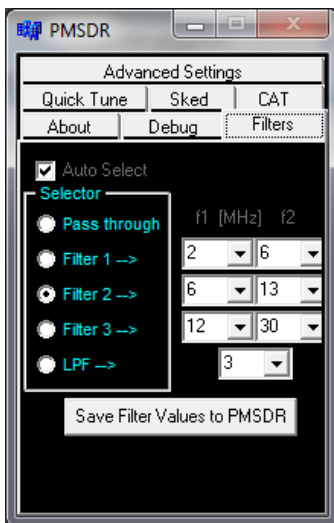 PMSDR
Advanced Settings
Quick Tune Sked CAT
About Debug Filters
Auto Select
Selector
Pass through f1 [MHz] f2
Filter 1 --> 2 6
Filter 2 --> 6 13
Filter 3 --> 12 30
LPF --> 3
Save Filter Values to PMSDR